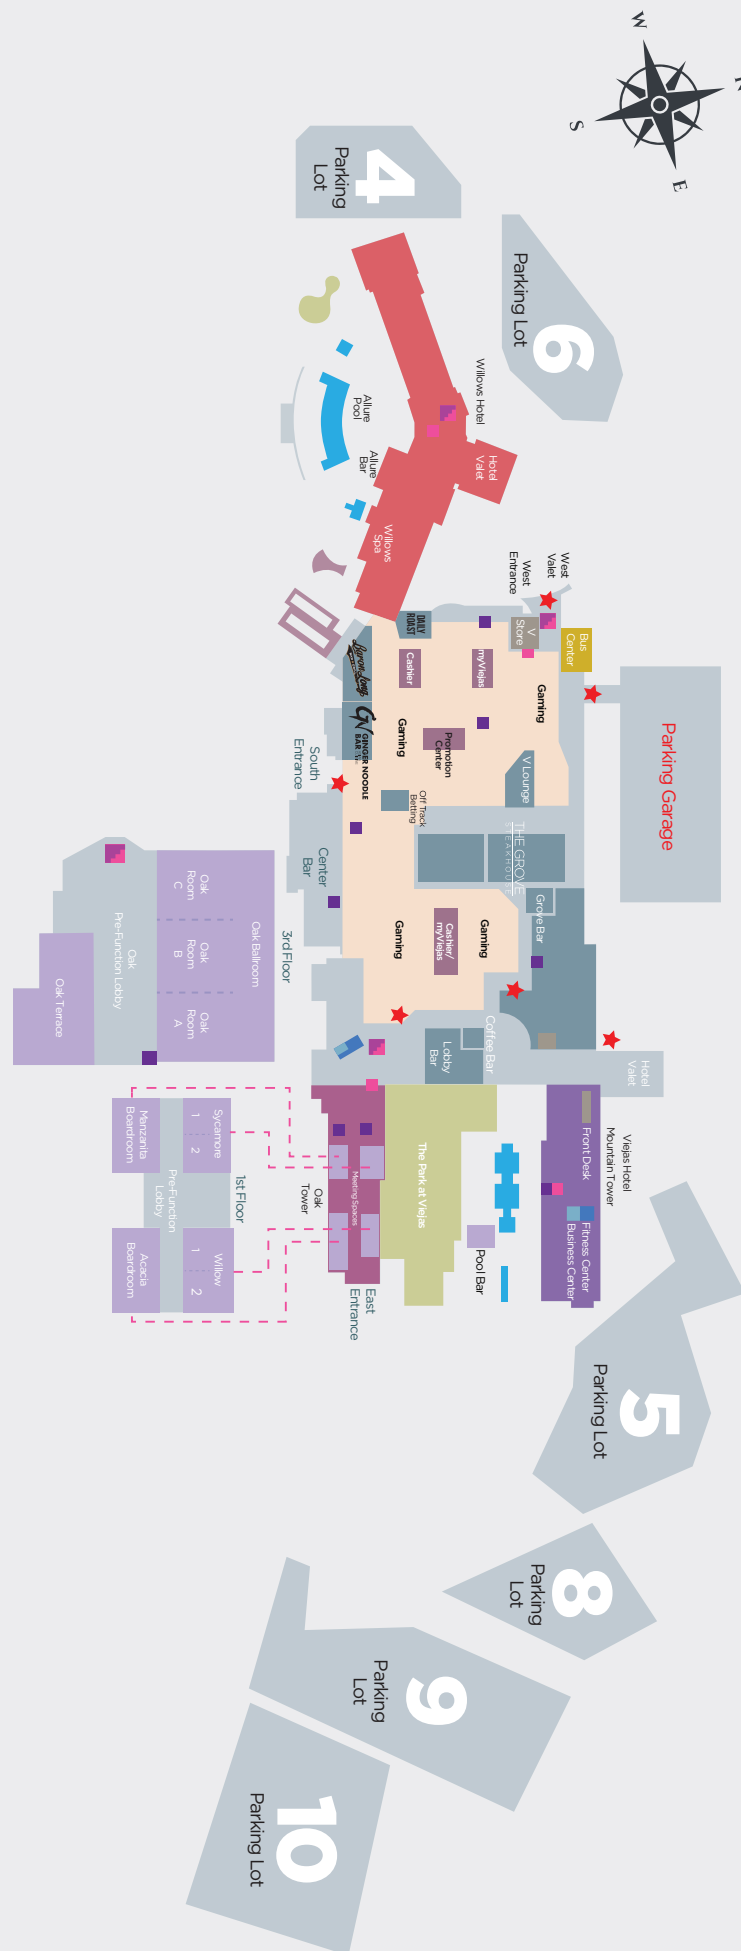 W
S
E
4
Parking
Lot
6
Parking Lot
Willows Hotel
Hotel
Valet
Allure
Pool
Allure
Bar
Willows
Spa
West
Valet
West
Entrance
Bus
Center
V
Store
DAILY
ROAST
Cashier
myViejas
Gaming
Parking Garage
Baron Long
GN
GINGER NOODLE
BAR
Gaming
Promotion
Center
V Lounge
South
Entrance
Off Track
Betting
THE GROVE
STEAKHOUSE
Center
Bar
Grove Bar
Gaming
Cashier/
myViejas
Gaming
3rd Floor
Oak Ballroom
Oak
Room
C
Oak
Room
B
Oak
Room
A
Oak
Pre-Function Lobby
Oak Terrace
Coffee Bar
Lobby
Bar
Hotel
Valet
Viejas Hotel
Mountain Tower
Front Desk
Fitness Center
Business Center
The Park at Viejas
Pool Bar
Meeting Spaces
Oak
Tower
East
Entrance
1st Floor
Sycamore
1
2
Manzanita
Boardroom
Pre-Function
Lobby
Willow
1
2
Acacia
Boardroom
5
Parking Lot
8
Parking
Lot
9
Parking
Lot
10
Parking Lot